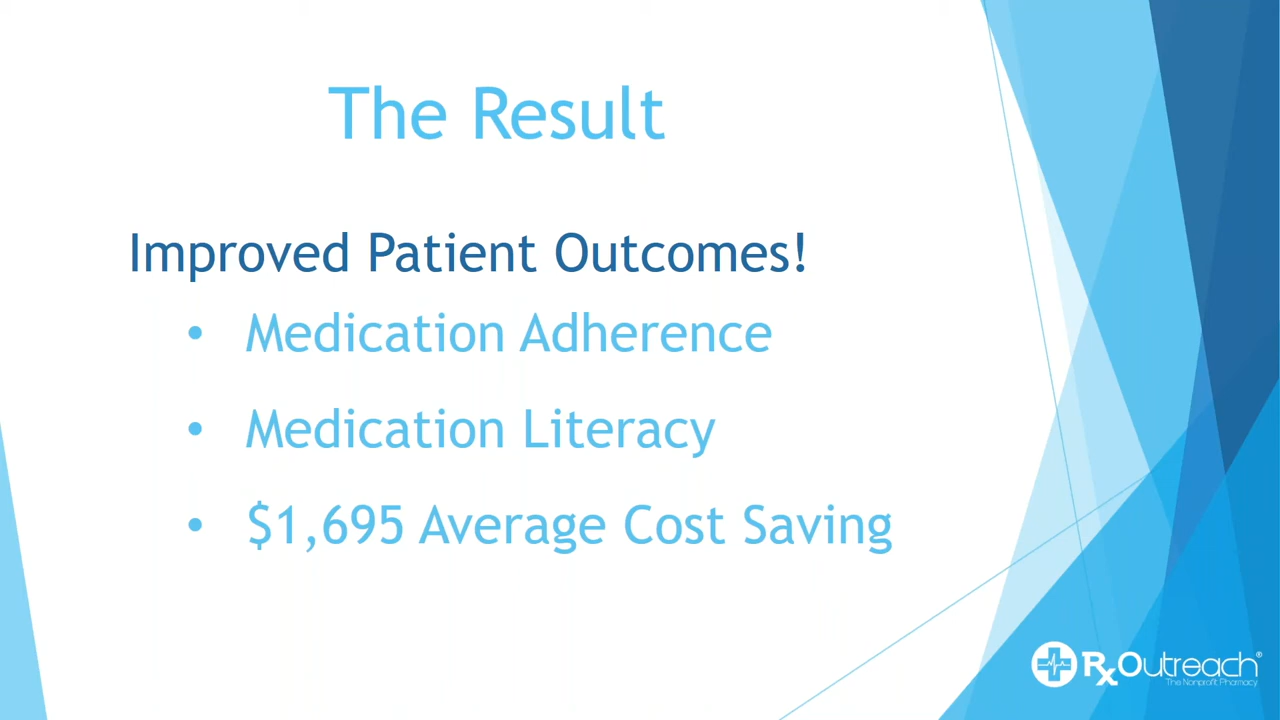 The Result
Improved Patient Outcomes!
• Medication Adherence
• Medication Literacy
• $1,695 Average Cost Saving
RxOutreach®
The Nonprofit Pharmacy